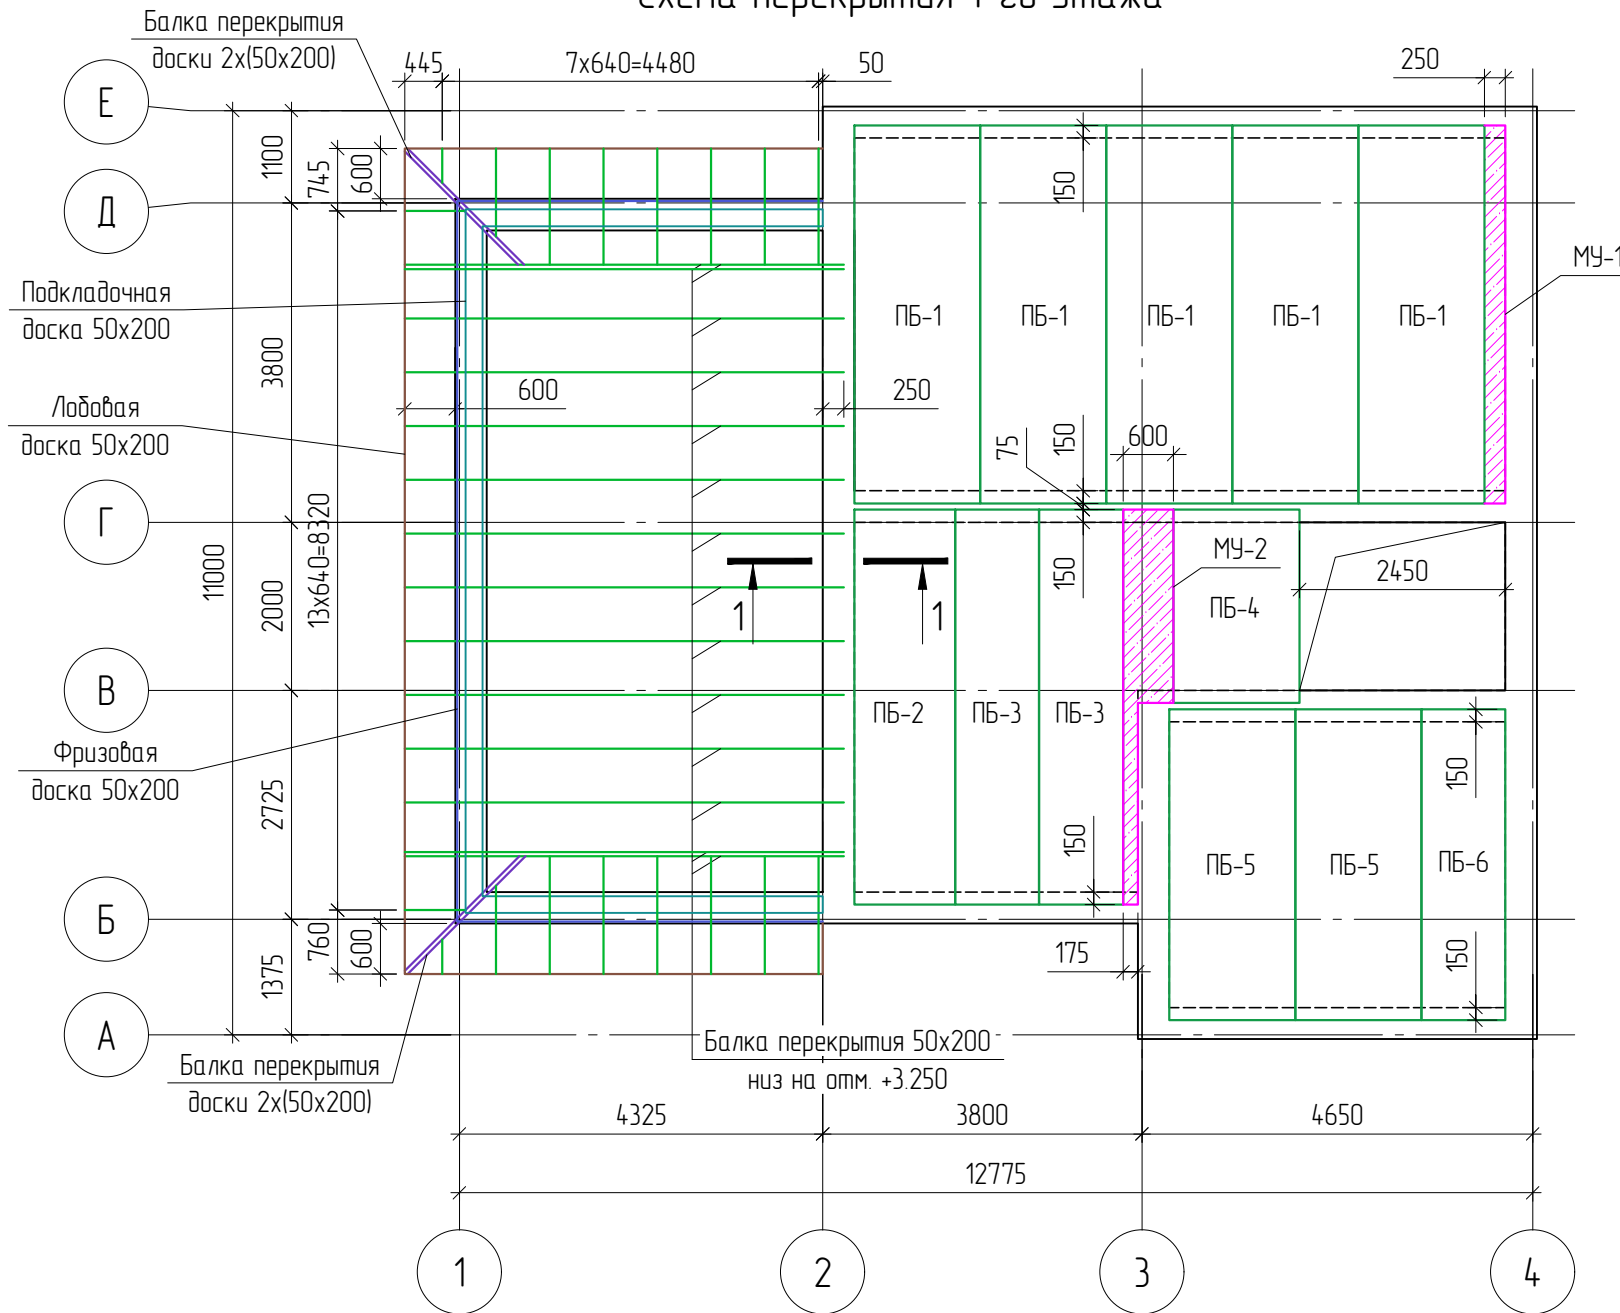 Схема перекрытия 1-го этажа
Балка перекрытия
доски 2х(50х200)
445
7х640=4480
50
250
Е
1100
745
600
150
Д
МУ-1
Подкладочная
доска 50х200
ПБ-1
ПБ-1
ПБ-1
ПБ-1
ПБ-1
3800
600
250
Лобовая
доска 50х200
75
150
600
Г
11000
2000
13х640=8320
150
МУ-2
2450
1
1
ПБ-4
В
ПБ-2
ПБ-3
ПБ-3
Фризовая
доска 50х200
2725
150
150
ПБ-5
ПБ-5
ПБ-6
Б
1375
760
600
175
150
А
Балка перекрытия
доски 2х(50х200)
Балка перекрытия 50х200
низ на отм. +3.250
4325
3800
4650
12775
1
2
3
4